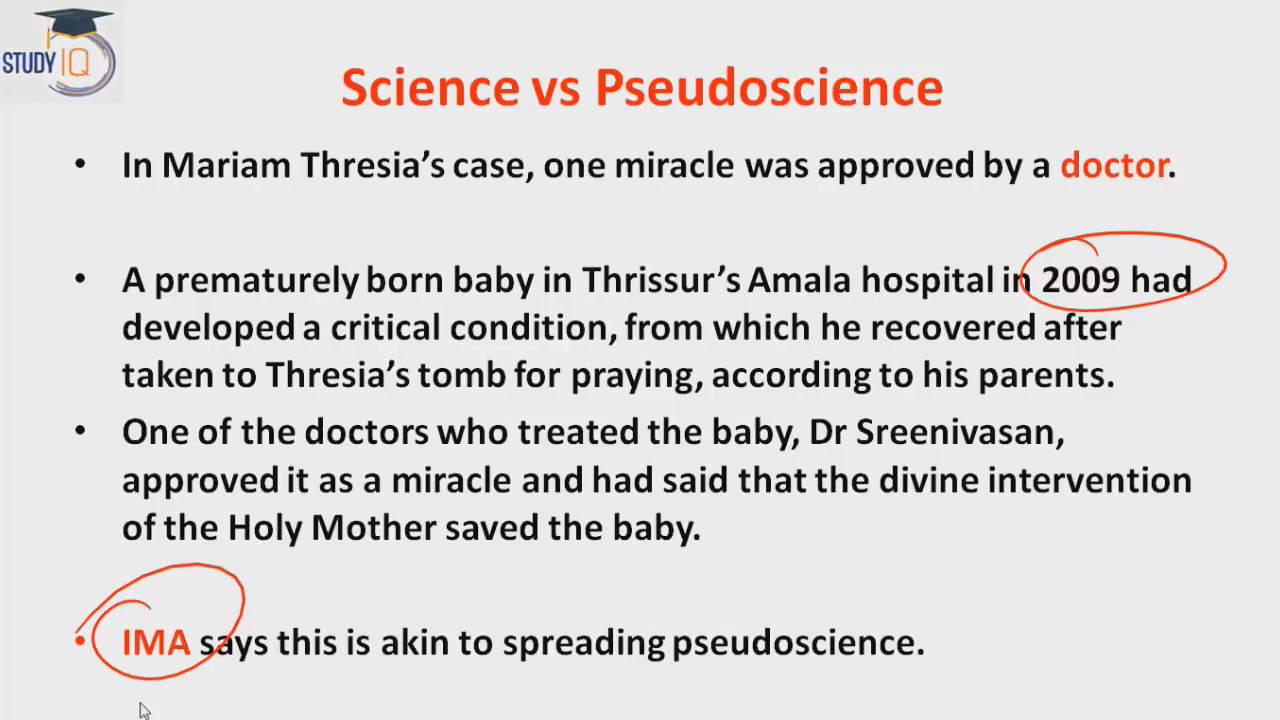 STUDY IQ
Science vs Pseudoscience
• In Mariam Thresia's case, one miracle was approved by a doctor.
• A prematurely born baby in Thrissur's Amala hospital in 2009 had
developed a critical condition, from which he recovered after
taken to Thresia's tomb for praying, according to his parents.
• One of the doctors who treated the baby, Dr Sreenivasan,
approved it as a miracle and had said that the divine intervention
of the Holy Mother saved the baby.
• IMA says this is akin to spreading pseudoscience.